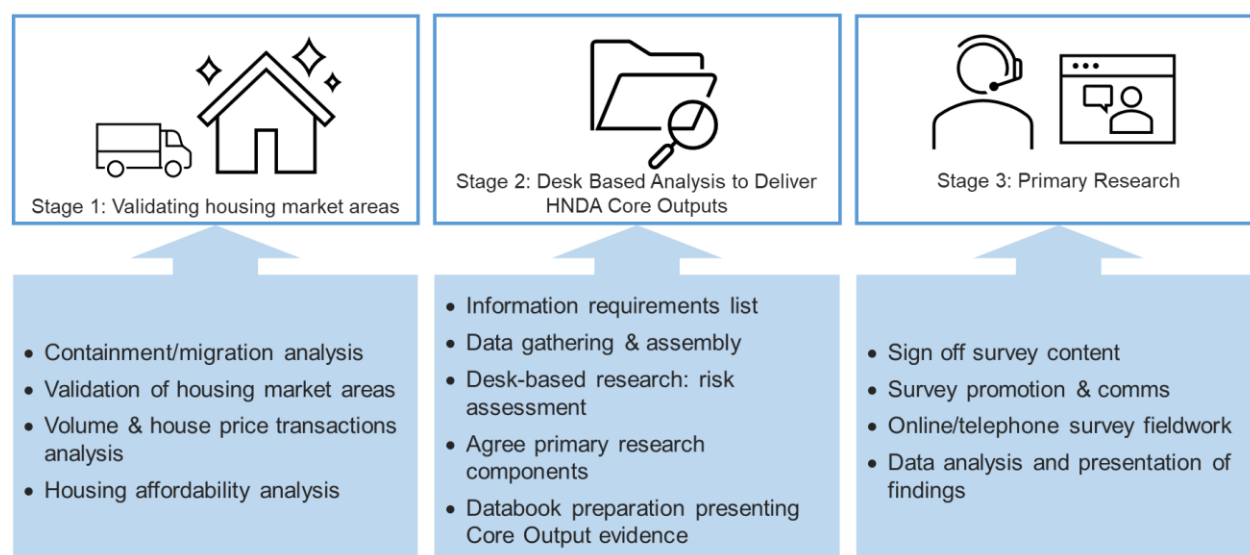 Stage 1: Validating housing market areas
• Containment/migration analysis
• Validation of housing market areas
• Volume & house price transactions
analysis
• Housing affordability analysis
Stage 2: Desk Based Analysis to Deliver
HNDA Core Outputs
• Information requirements list
• Data gathering & assembly
• Desk-based research: risk
assessment
• Agree primary research
components
• Databook preparation presenting
Core Output evidence
Stage 3: Primary Research
• Sign off survey content
• Survey promotion & comms
• Online/telephone survey fieldwork
• Data analysis and presentation of
findings